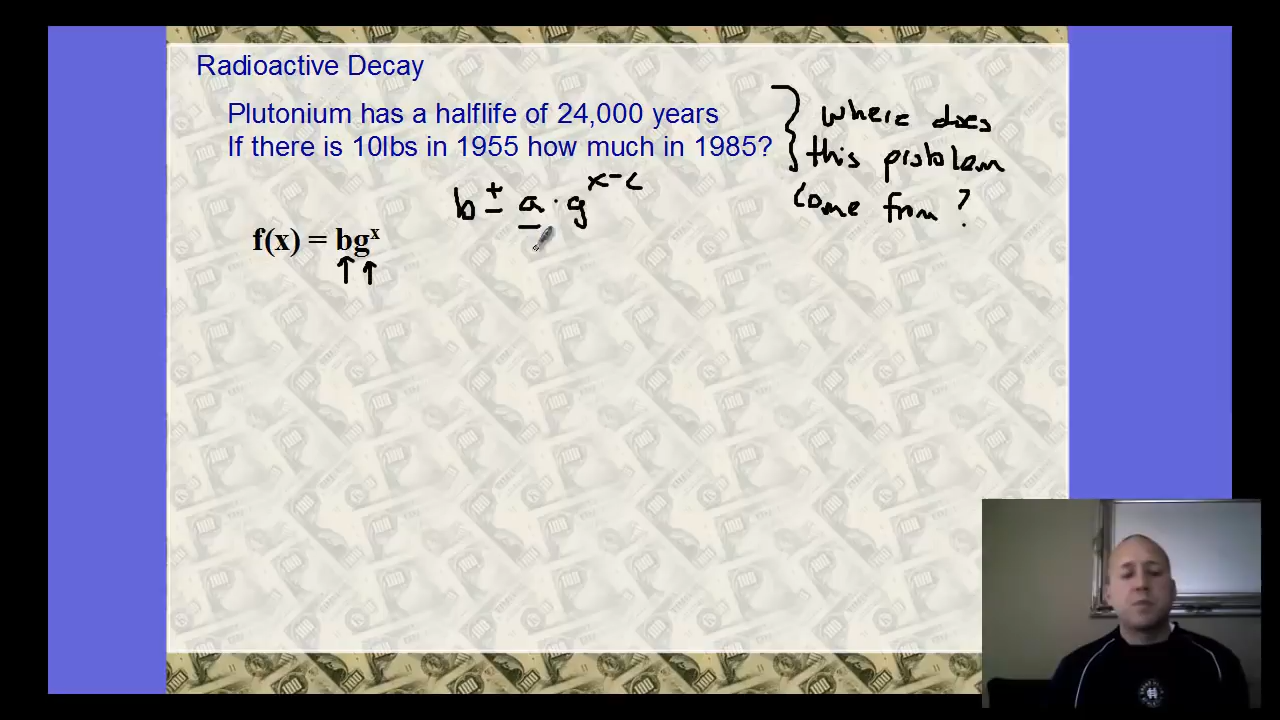 Radioactive Decay
Plutonium has a halflife of 24,000 years
If there is 10lbs in 1955 how much in 1985?
where does
this problem
come from?
b ± a · g^(x-c)
f(x) = bg^x